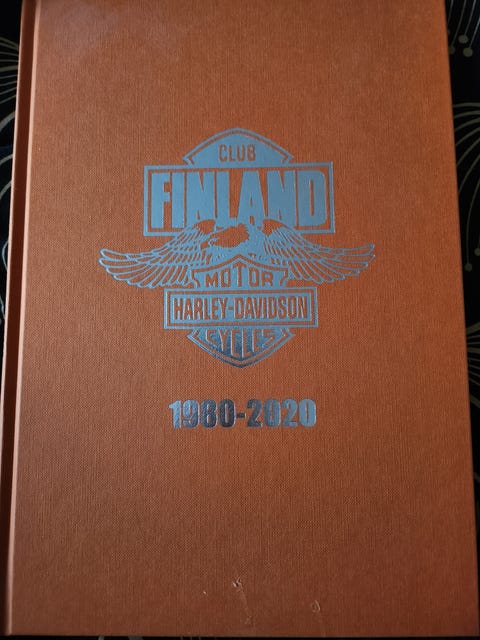 CLUB
FINLAND
MOTOR
HARLEY-DAVIDSON
CYCLES
1980-2020